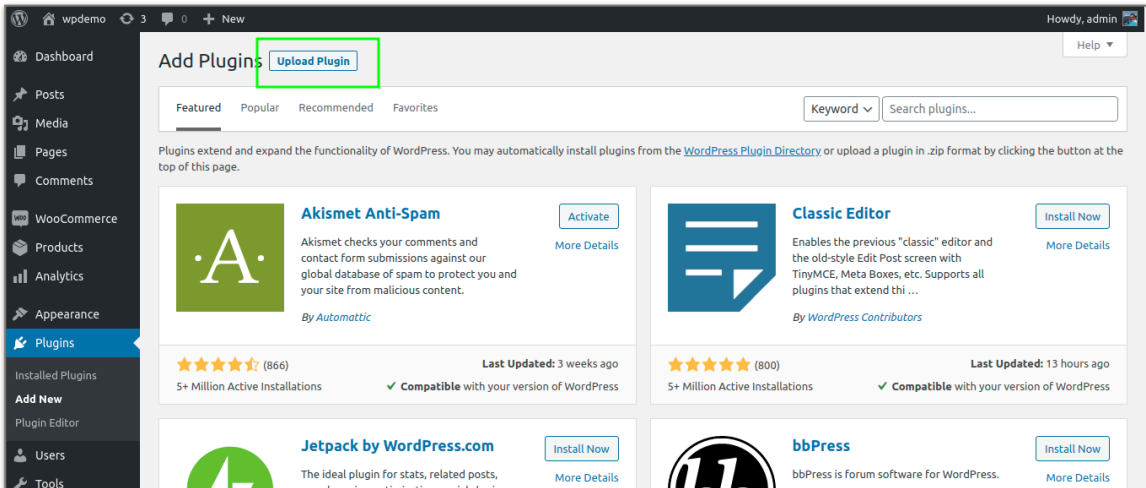 wpdemo 3 0 + New Howdy, admin
Dashboard
Posts
Media
Pages
Comments
WooCommerce
Products
Analytics
Appearance
Plugins
Installed Plugins
Add New
Plugin Editor
Users
Tools
Help ▼
Add Plugins Upload Plugin
Featured Popular Recommended Favorites Keyword Search plugins...
Plugins extend and expand the functionality of WordPress. You may automatically install plugins from the WordPress Plugin Directory or upload a plugin in .zip format by clicking the button at the
top of this page.
·A·
Akismet Anti-Spam
Activate
More Details
Akismet checks your comments and
contact form submissions against our
global database of spam to protect you and
your site from malicious content.
By Automattic
(866)
Last Updated: 3 weeks ago
5+ Million Active Installations
✓ Compatible with your version of WordPress
Classic Editor
Install Now
More Details
Enables the previous "classic" editor and
the old-style Edit Post screen with
TinyMCE, Meta Boxes, etc. Supports all
plugins that extend thi …
By WordPress Contributors
(800)
Last Updated: 13 hours ago
5+ Million Active Installations
✓ Compatible with your version of WordPress
Jetpack by WordPress.com
Install Now
More Details
The ideal plugin for stats, related posts,
bbPress
Install Now
More Details
bbPress is forum software for WordPress.